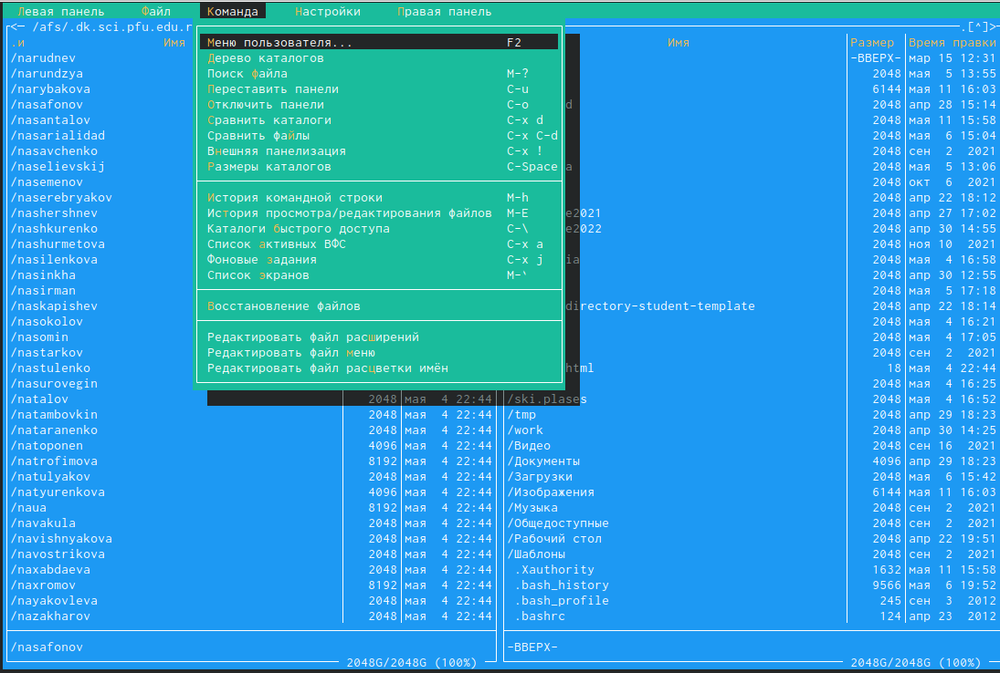 Левая панель Файл Команда Настройки Правая панель
<− /afs/.dk.sci.pfu.edu.r .[^]>
.и Имя Меню пользователя... F2 Имя Размер Время правки
/narudnev Дерево каталогов -ВВЕРХ- мар 15 12:31
/narundzya Поиск файла M-? 2048 мая 5 13:55
/narybakova Переставить панели C-u 6144 мая 11 16:03
/nasafonov Отключить панели C-o d 2048 апр 28 15:14
/nasantalov Сравнить каталоги C-x d 2048 мая 11 15:58
/nasarialidad Сравнить файлы C-x C-d 2048 мая 6 15:04
/nasavchenko Внешняя панелизация C-x ! 2048 сен 2 2021
/naselievskij Размеры каталогов C-Space a 2048 мая 5 13:06
/nasemenov 2048 окт 6 2021
/naserebryakov История командной строки M-h 2048 апр 22 18:12
/nashershnev История просмотра/редактирования файлов M-E e2021 2048 апр 27 17:02
/nashkurenko Каталоги быстрого доступа C-\ e2022 2048 апр 30 14:55
/nashurmetova Список активных ВФС C-x a 2048 ноя 10 2021
/nasilenkova Фоновые задания C-x j ia 2048 мая 4 16:58
/nasinkha Список экранов M-` 2048 апр 30 12:55
/nasirman 2048 мая 5 17:18
/naskapishev Восстановление файлов directory-student-template 2048 апр 22 18:14
/nasokolov 2048 мая 4 16:21
/nasomin Редактировать файл расширений 2048 мая 4 17:05
/nastarkov Редактировать файл меню 2048 сен 2 2021
/nastulenko Редактировать файл расцветки имён html 18 мая 4 22:44
/nasurovegin 2048 мая 4 16:25
/natalov 2048 мая 4 22:44 /ski.plases 2048 мая 4 16:52
/natambovkin 2048 мая 4 22:44 /tmp 2048 апр 29 18:23
/nataranenko 2048 мая 4 22:44 /work 2048 апр 30 14:25
/natoponen 4096 мая 4 22:44 /Видео 2048 сен 16 2021
/natrofimova 8192 мая 4 22:44 /Документы 4096 апр 29 18:23
/natulyakov 2048 мая 4 22:44 /Загрузки 2048 мая 6 15:42
/natyurenkova 4096 мая 4 22:44 /Изображения 6144 мая 11 16:03
/naua 8192 мая 4 22:44 /Музыка 2048 сен 2 2021
/navakula 2048 мая 4 22:44 /Общедоступные 2048 сен 2 2021
/navishnyakova 2048 мая 4 22:44 /Рабочий стол 2048 апр 22 19:51
/navostrikova 2048 мая 4 22:44 /Шаблоны 2048 сен 2 2021
/naxabdaeva 2048 мая 4 22:44 .Xauthority 1632 мая 11 15:58
/naxromov 8192 мая 4 22:44 .bash_history 9566 мая 6 19:52
/nayakovleva 2048 мая 4 22:44 .bash_profile 245 сен 3 2012
/nazakharov 2048 мая 4 22:44 .bashrc 124 апр 23 2012
/nasafonov -ВВЕРХ-
2048G/2048G (100%) 2048G/2048G (100%)